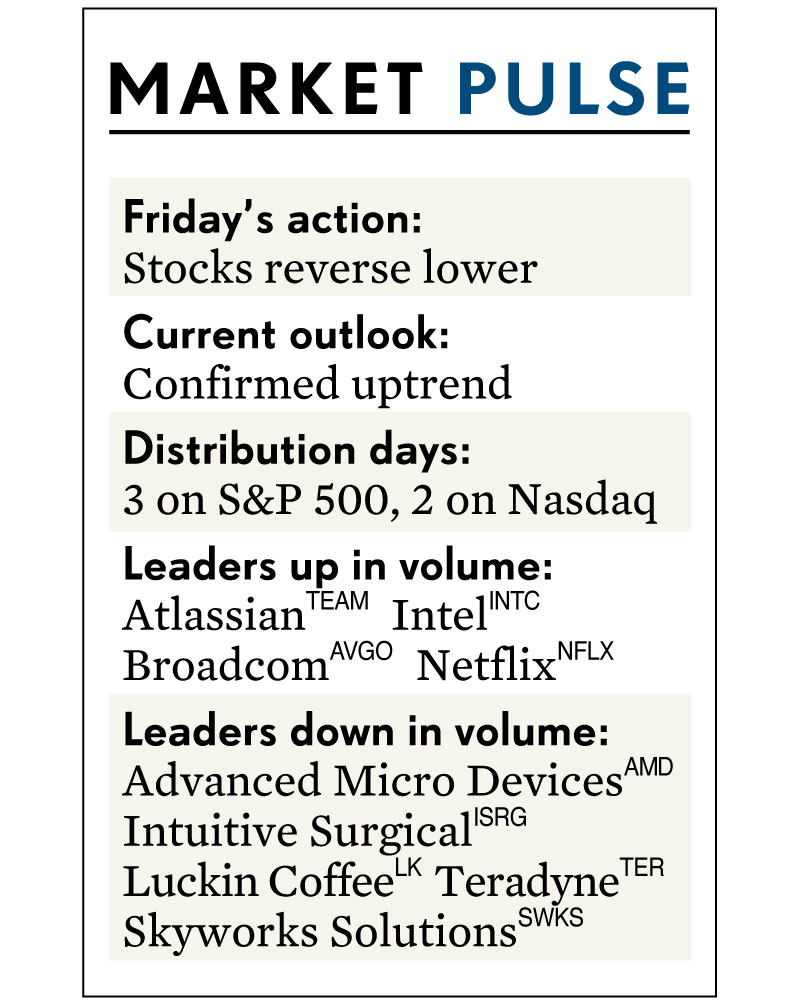 MARKET PULSE
Friday’s action:
Stocks reverse lower
Current outlook:
Confirmed uptrend
Distribution days:
3 on S&P 500, 2 on Nasdaq
Leaders up in volume:
Atlassian TEAM Intel INTC
Broadcom AVGO Netflix NFLX
Leaders down in volume:
Advanced Micro Devices AMD
Intuitive Surgical ISRG
Luckin Coffee LK Teradyne TER
Skyworks Solutions SWKS